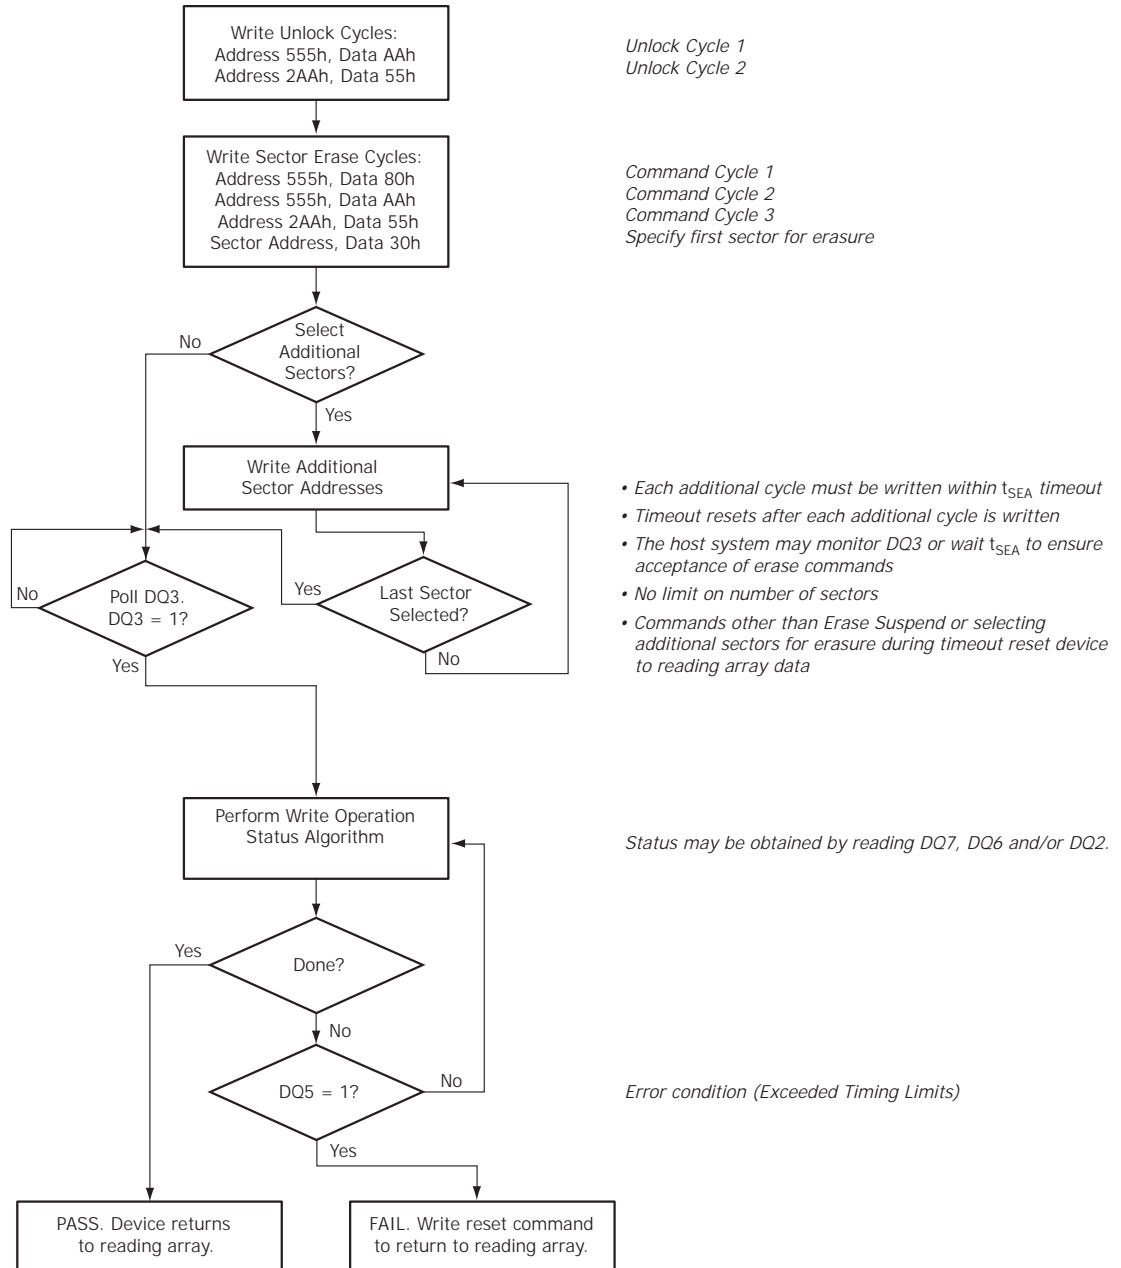 Write Unlock Cycles:
Address 555h, Data AAh
Address 2AAh, Data 55h
Unlock Cycle 1
Unlock Cycle 2
Write Sector Erase Cycles:
Address 555h, Data 80h
Address 555h, Data AAh
Address 2AAh, Data 55h
Sector Address, Data 30h
Command Cycle 1
Command Cycle 2
Command Cycle 3
Specify first sector for erasure
Select
Additional
Sectors?
No
Yes
Write Additional
Sector Addresses
• Each additional cycle must be written within tSEA timeout
• Timeout resets after each additional cycle is written
• The host system may monitor DQ3 or wait tSEA to ensure
acceptance of erase commands
• No limit on number of sectors
• Commands other than Erase Suspend or selecting
additional sectors for erasure during timeout reset device
to reading array data
No
Poll DQ3.
DQ3 = 1?
Yes
Yes
Last Sector
Selected?
No
Perform Write Operation
Status Algorithm
Status may be obtained by reading DQ7, DQ6 and/or DQ2.
Yes
Done?
No
DQ5 = 1?
No
Error condition (Exceeded Timing Limits)
Yes
PASS. Device returns
to reading array.
FAIL. Write reset command
to return to reading array.